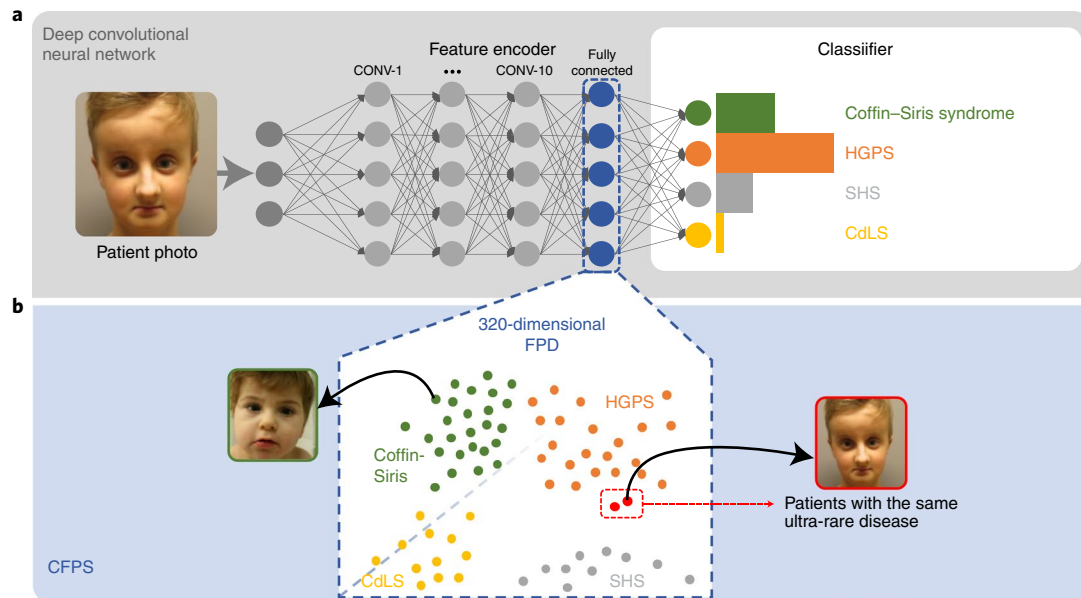 a
Deep convolutional
neural network
Feature encoder
CONV-1
•••
CONV-10
Fully
connected
Classiifier
Coffin–Siris syndrome
HGPS
SHS
CdLS
Patient photo
b
320-dimensional
FPD
HGPS
Coffin-
Siris
Patients with the same
ultra-rare disease
CFPS
CdLS
SHS